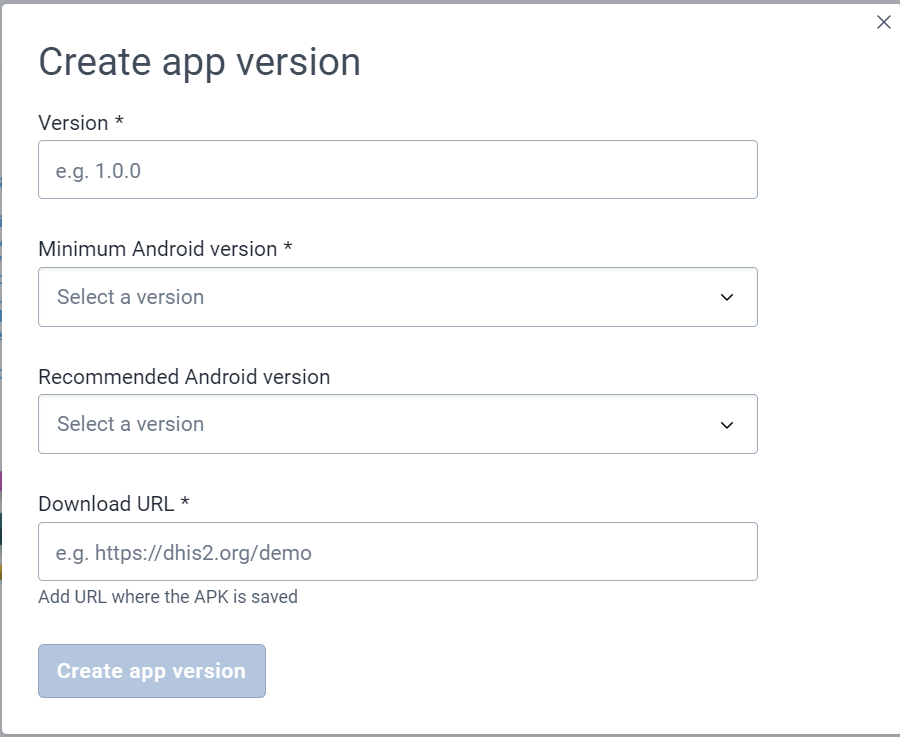 Create app version
Version *
e.g. 1.0.0
Minimum Android version *
Select a version
Recommended Android version
Select a version
Download URL *
e.g. https://dhis2.org/demo
Add URL where the APK is saved
Create app version